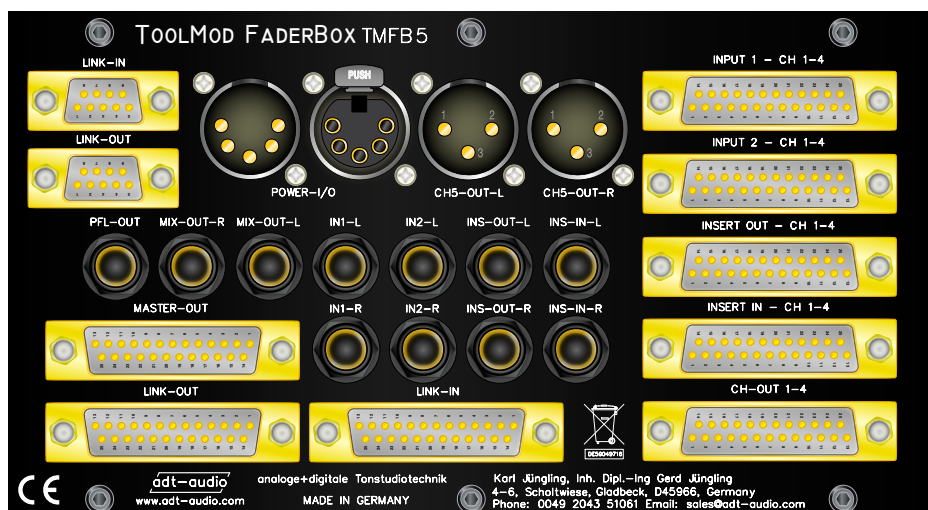 TOOLMOD FADERBOX TMFB5
LINK-IN
PUSH
INPUT 1 - CH 1-4
LINK-OUT
1 2
3
1 2
3
INPUT 2 - CH 1-4
POWER-I/O
CH5-OUT-L
CH5-OUT-R
PFL-OUT
MIX-OUT-R
MIX-OUT-L
IN1-L
IN2-L
INS-OUT-L
INS-IN-L
INSERT OUT - CH 1-4
MASTER-OUT
IN1-R
IN2-R
INS-OUT-R
INS-IN-R
INSERT IN - CH 1-4
LINK-OUT
LINK-IN
CH-OUT 1-4
DE59049716
CE
adt-audio
www.adt-audio.com
analoge+digitale Tonstudiotechnik
MADE IN GERMANY
Karl Jüngling, Inh. Dipl.-Ing Gerd Jüngling
4-6, Scholtwiese, Gladbeck, D45966, Germany
Phone: 0049 2043 51061 Email: sales@adt-audio.com